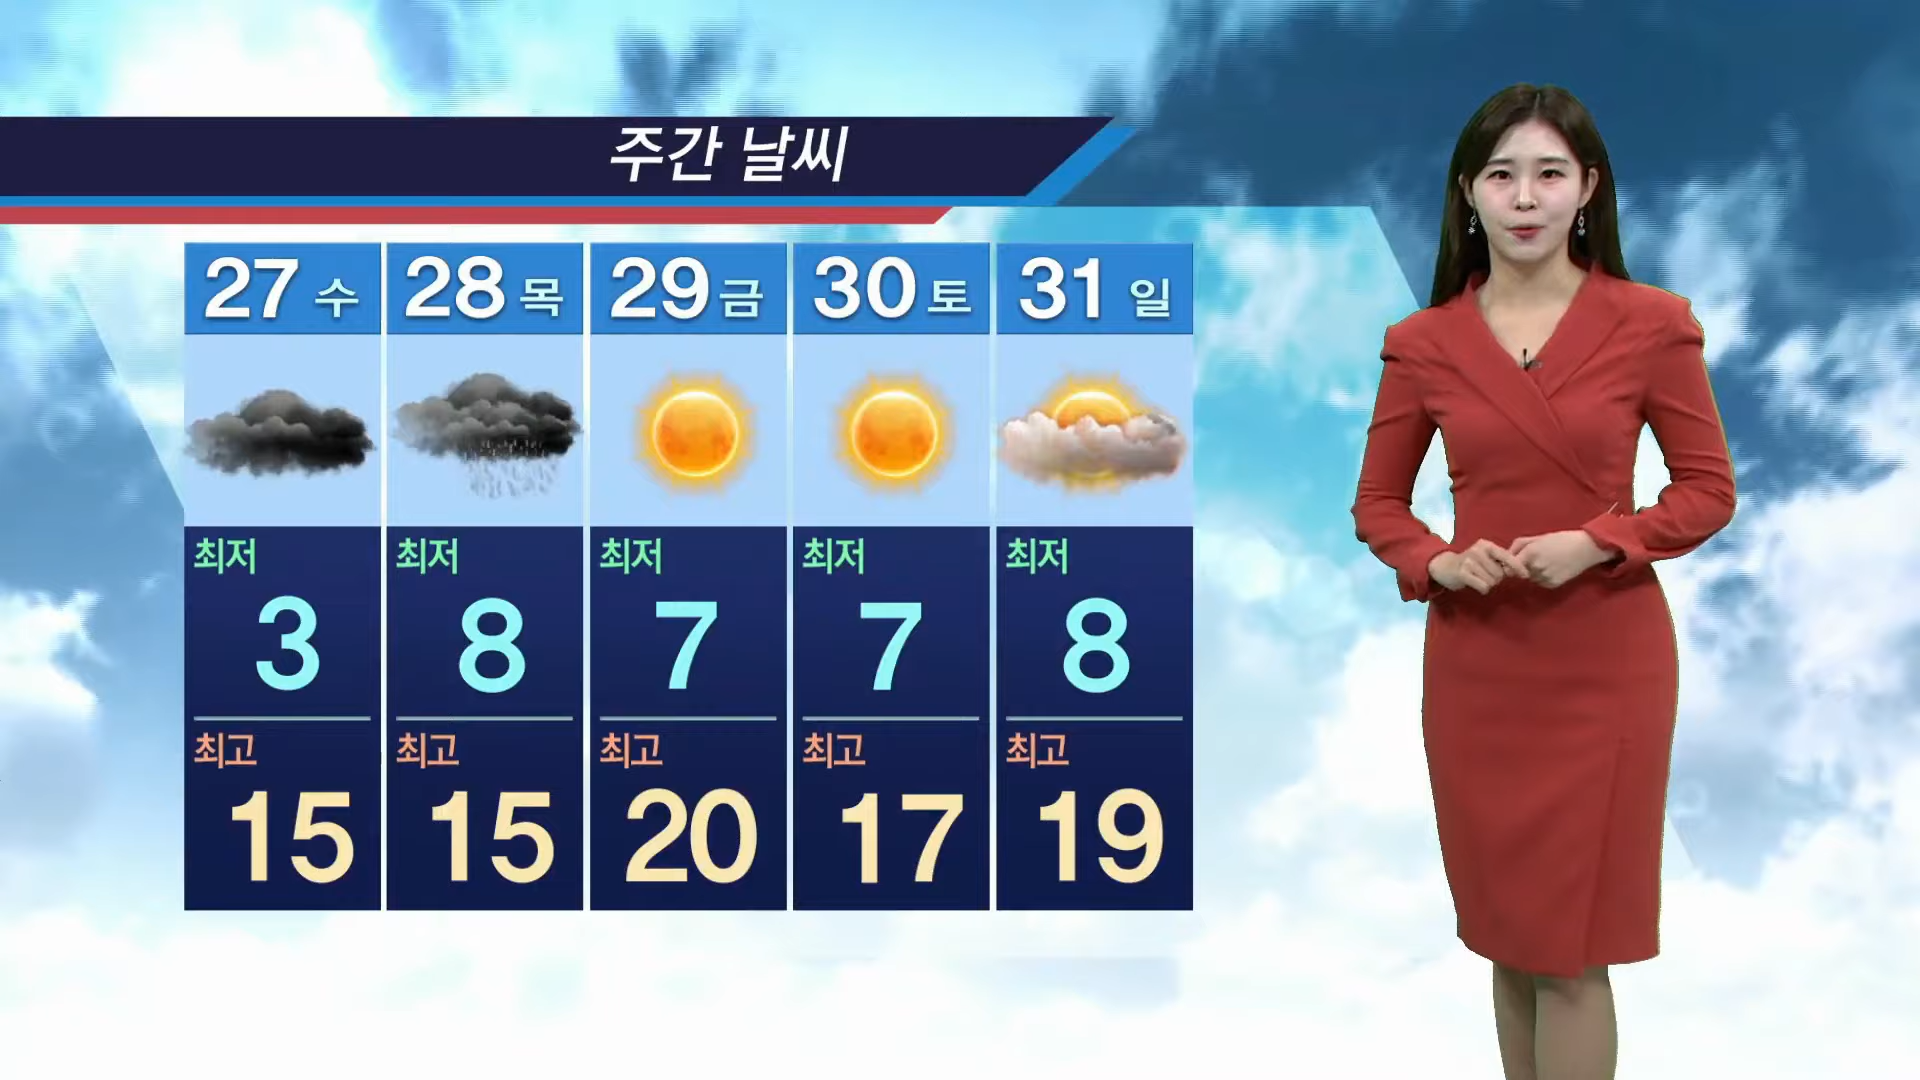 주간 날씨
27 수 28 목 29 금 30 토 31 일
최저 최저 최저 최저 최저
3 8 7 7 8
최고 최고 최고 최고 최고
15 15 20 17 19